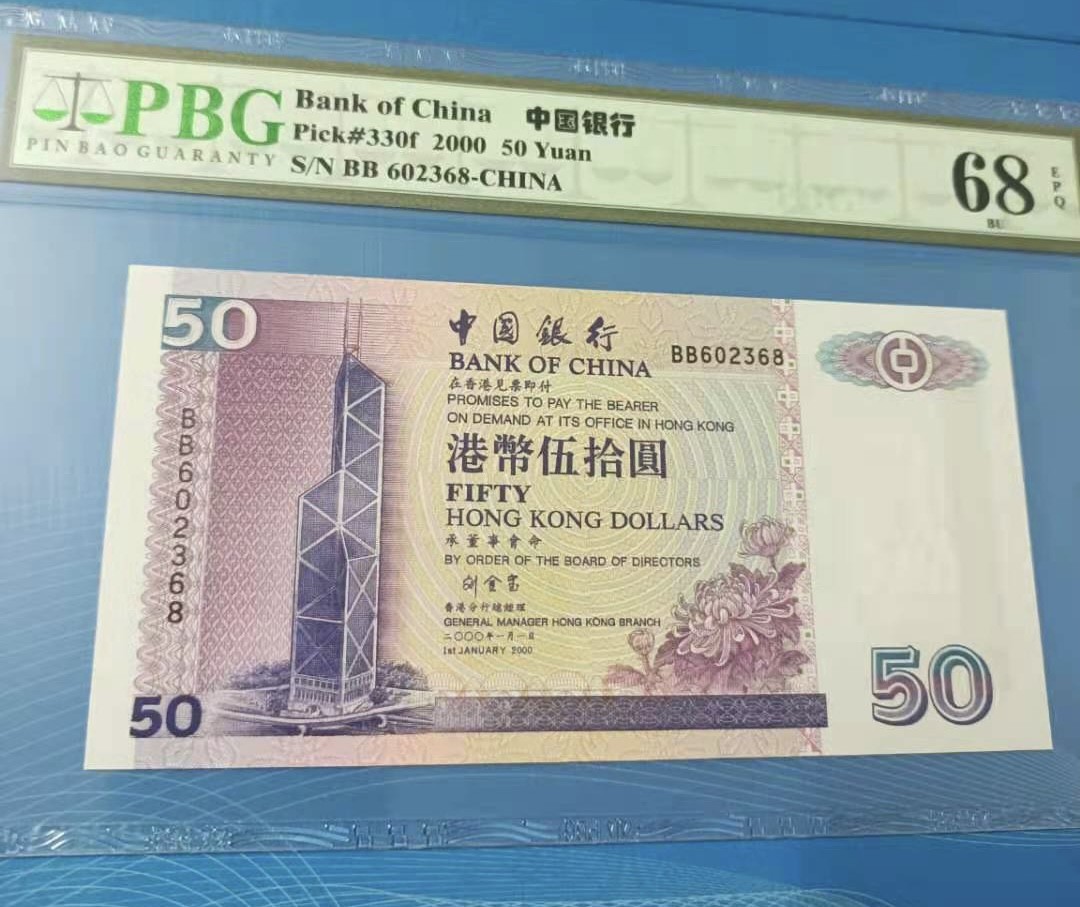 PBG
PINBAO GUARANTY
Bank of China 中国银行
Pick#330f 2000 50 Yuan
S/N BB 602368-CHINA
68
EPQ
BU
50
中國銀行
BANK OF CHINA
BB602368
在香港見票即付
PROMISES TO PAY THE BEARER
ON DEMAND AT ITS OFFICE IN HONG KONG
港幣伍拾圓
FIFTY
HONG KONG DOLLARS
承董事會命
BY ORDER OF THE BOARD OF DIRECTORS
香港分行總經理
GENERAL MANAGER HONG KONG BRANCH
二〇〇〇年一月一日
1st JANUARY 2000
BB602368
50
50